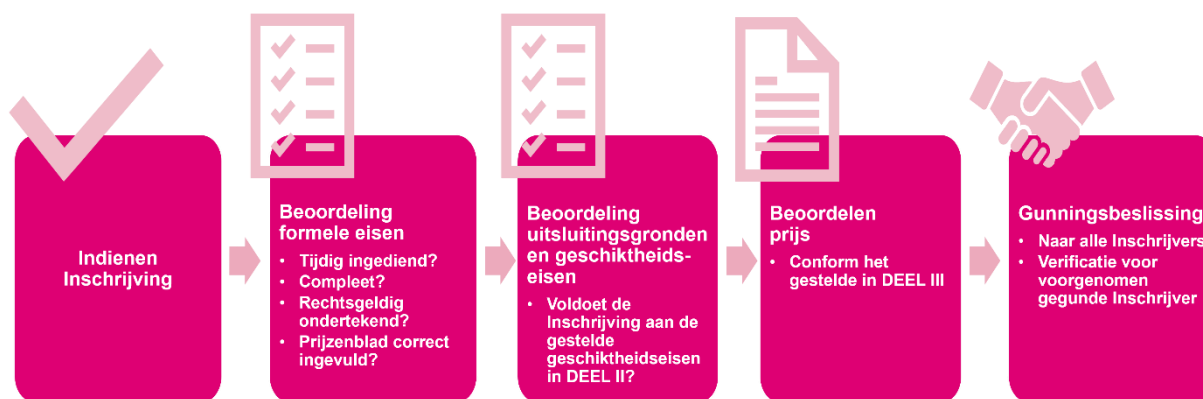 Indienen
Inschrijving
Beoordeling
formele eisen
• Tijdig ingediend?
• Compleet?
• Rechtsgeldig
ondertekend?
• Prijzenblad correct
ingevuld?
Beoordeling
uitsluitingsgronden
en geschiktheids-
eisen
• Voldoet de
Inschrijving aan de
gestelde
geschiktheidseisen
in DEEL II?
Beoordelen
prijs
• Conform het
gestelde in DEEL III
Gunningsbeslissing
• Naar alle Inschrijvers
• Verificatie voor
voorgenomen
gegunde Inschrijver